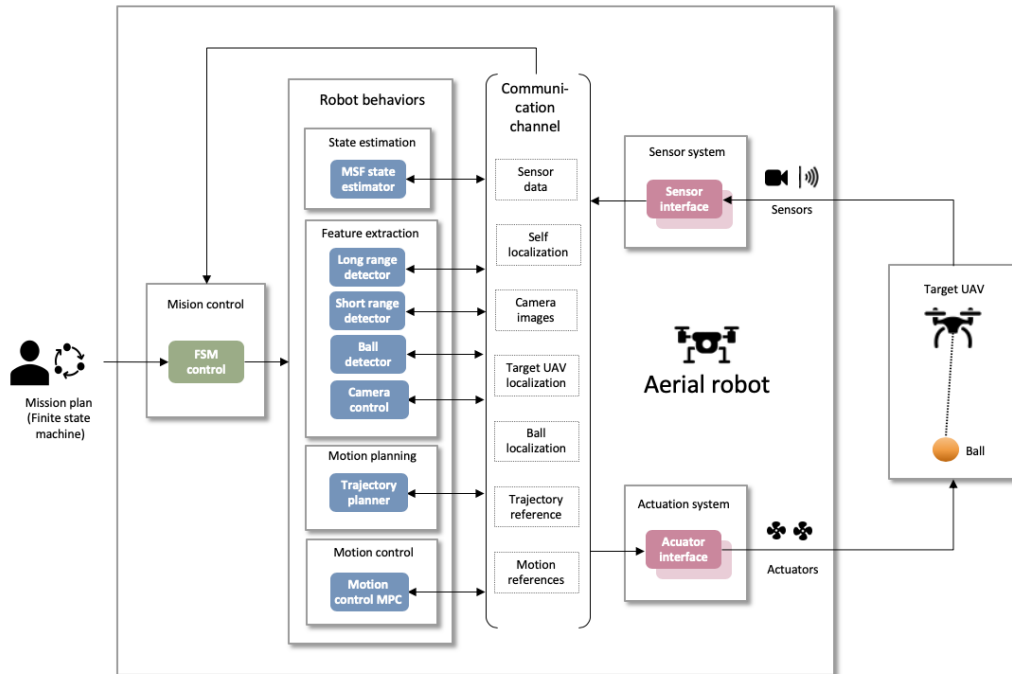 Mission plan
(Finite state
machine)
Mision control
FSM
control
Robot behaviors
State estimation
MSF state
estimator
Feature extraction
Long range
detector
Short range
detector
Ball
detector
Camera
control
Motion planning
Trajectory
planner
Motion control
Motion
control MPC
Communi-
cation
channel
Sensor
data
Self
localization
Camera
images
Target UAV
localization
Ball
localization
Trajectory
reference
Motion
references
Sensor system
Sensor
interface
Sensors
Aerial robot
Actuation system
Acuator
interface
Actuators
Target UAV
Ball